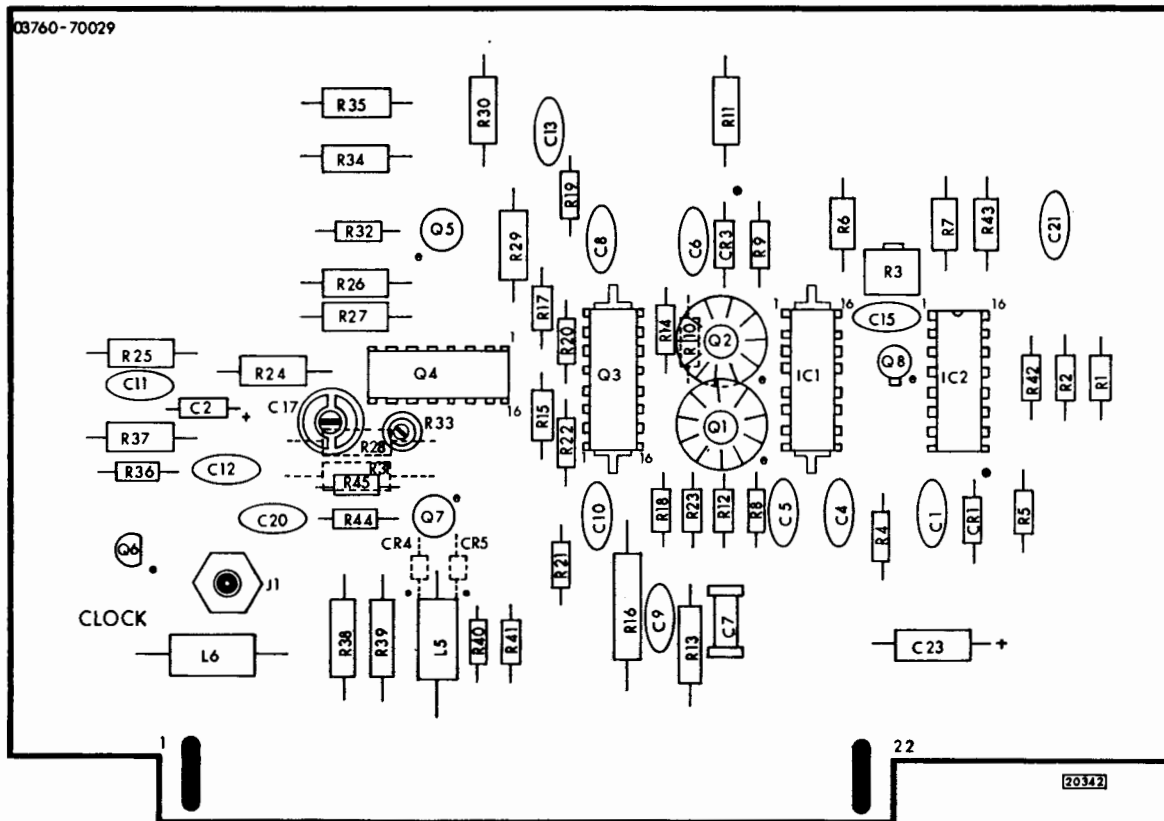 03760-70029
R35
R30
C13
R11
R34
R19
R32
Q5
R29
C8
C6
CR3
R9
R6
R7
R43
C21
R3
R26
R27
R17
R20
R14
R10
Q2
1
16
C15
1
16
R25
C11
R24
1
Q4
16
Q3
IC1
Q8
IC2
R42
R2
R1
C2 +
C17
R33
R15
R22
Q1
R37
R28
1
16
R36
C12
R3
R45
C20
R44
Q7
C10
R18
R23
R12
R8
C5
C4
R4
C1
CR1
R5
Q6
CR4
CR5
R21
J1
CLOCK
R38
R39
L5
R40
R41
R16
C9
R13
C7
L6
C23 +
1
22
20342